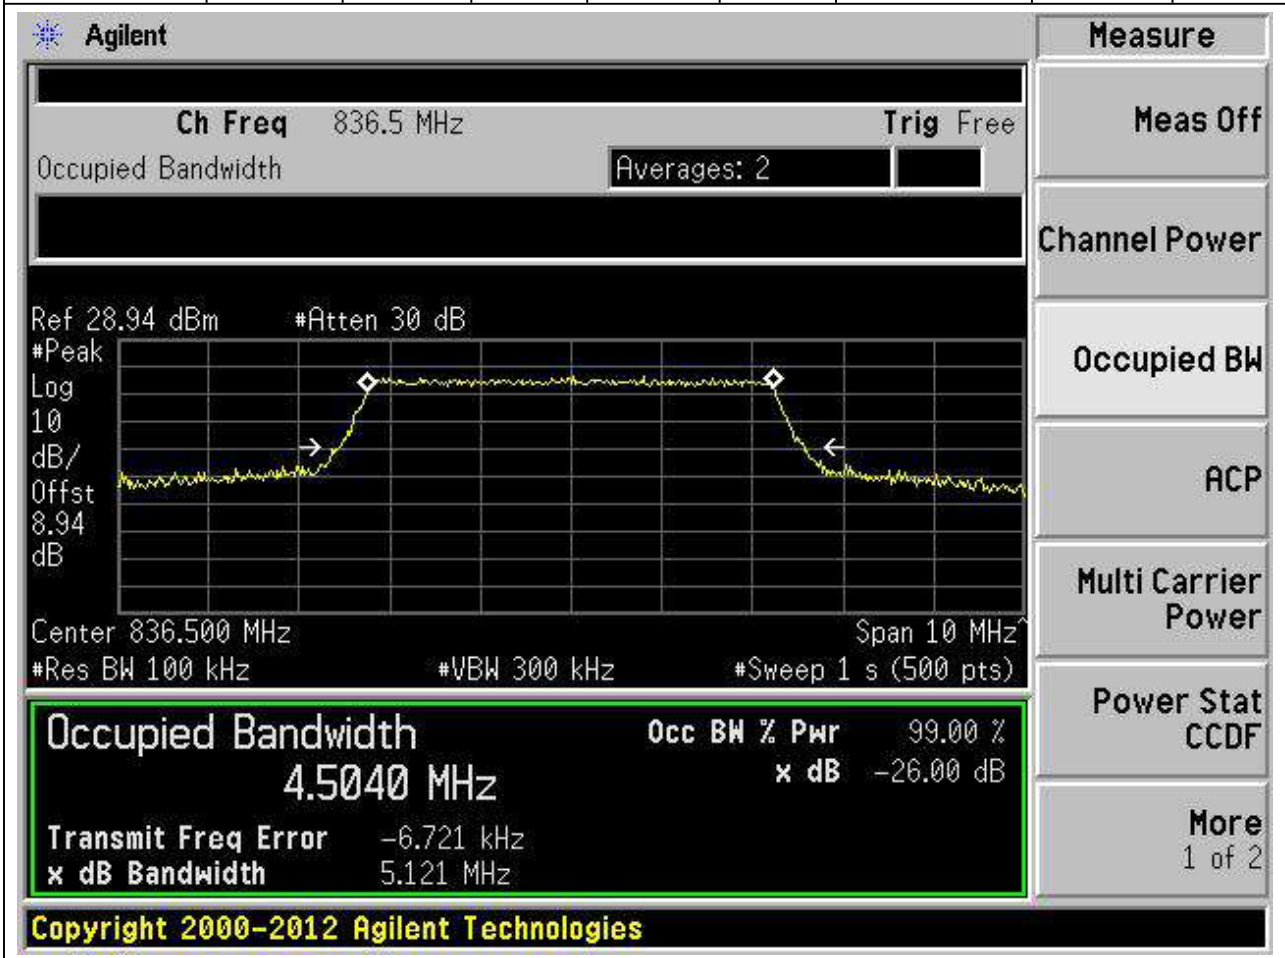 Agilent
Measure
Ch Freq 836.5 MHz Trig Free
Meas Off
Occupied Bandwidth Averages: 2
Channel Power
Ref 28.94 dBm #Atten 30 dB
#Peak
Log
10
dB/
Offst
8.94
dB
Occupied BW
ACP
Multi Carrier
Power
Center 836.500 MHz Span 10 MHz^
#Res BW 100 kHz #VBW 300 kHz #Sweep 1 s (500 pts)
Power Stat
CCDF
Occupied Bandwidth Occ BW % Pwr 99.00 %
4.5040 MHz x dB -26.00 dB
Transmit Freq Error -6.721 kHz
x dB Bandwidth 5.121 MHz
More
1 of 2
Copyright 2000-2012 Agilent Technologies